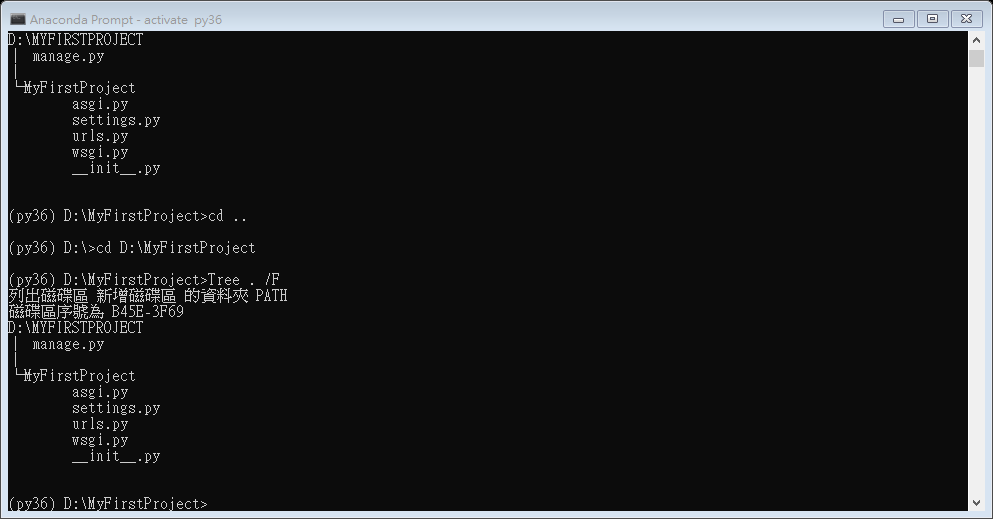 Anaconda Prompt - activate  py36
D:\MYFIRSTPROJECT
│  manage.py
│
└─MyFirstProject
        asgi.py
        settings.py
        urls.py
        wsgi.py
        __init__.py
(py36) D:\MyFirstProject>cd ..
(py36) D:\>cd D:\MyFirstProject
(py36) D:\MyFirstProject>Tree . /F
列出磁碟區 新增磁碟區 的資料夾 PATH
磁碟區序號為 B45E-3F69
D:\MYFIRSTPROJECT
│  manage.py
│
└─MyFirstProject
        asgi.py
        settings.py
        urls.py
        wsgi.py
        __init__.py
(py36) D:\MyFirstProject>